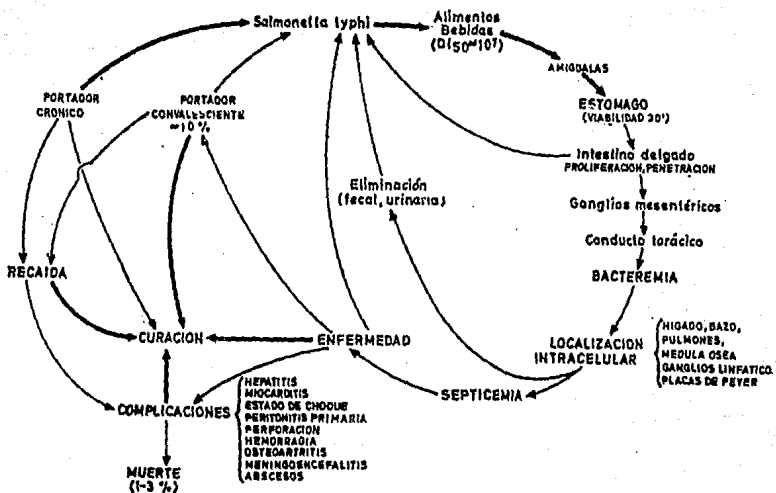 Salmonella typhi
Alimentos
Bebidas
(DI50≈10⁷)
AMIGDALAS
ESTOMAGO
(VIABILIDAD 30')
Intestino delgado
PROLIFERACION, PENETRACION
Ganglios mesentéricos
Conducto torácico
BACTEREMIA
LOCALIZACION
INTRACELULAR
HIGADO, BAZO,
PULMONES,
MEDULA OSEA
GANGLIOS LINFATICO.
PLACAS DE PEYER
SEPTICEMIA
Eliminación
(fecal, urinaria)
ENFERMEDAD
PORTADOR
CRONICO
PORTADOR
CONVALESCIENTE
≈10 %
RECAIDA
CURACION
COMPLICACIONES
HEPATITIS
MIOCARDITIS
ESTADO DE CHOQUE
PERITONITIS PRIMARIA
PERFORACION
HEMORRAGIA
OSTEOARTRITIS
MENINGOENCEFALITIS
ABSCESOS
MUERTE
(1-3 %)